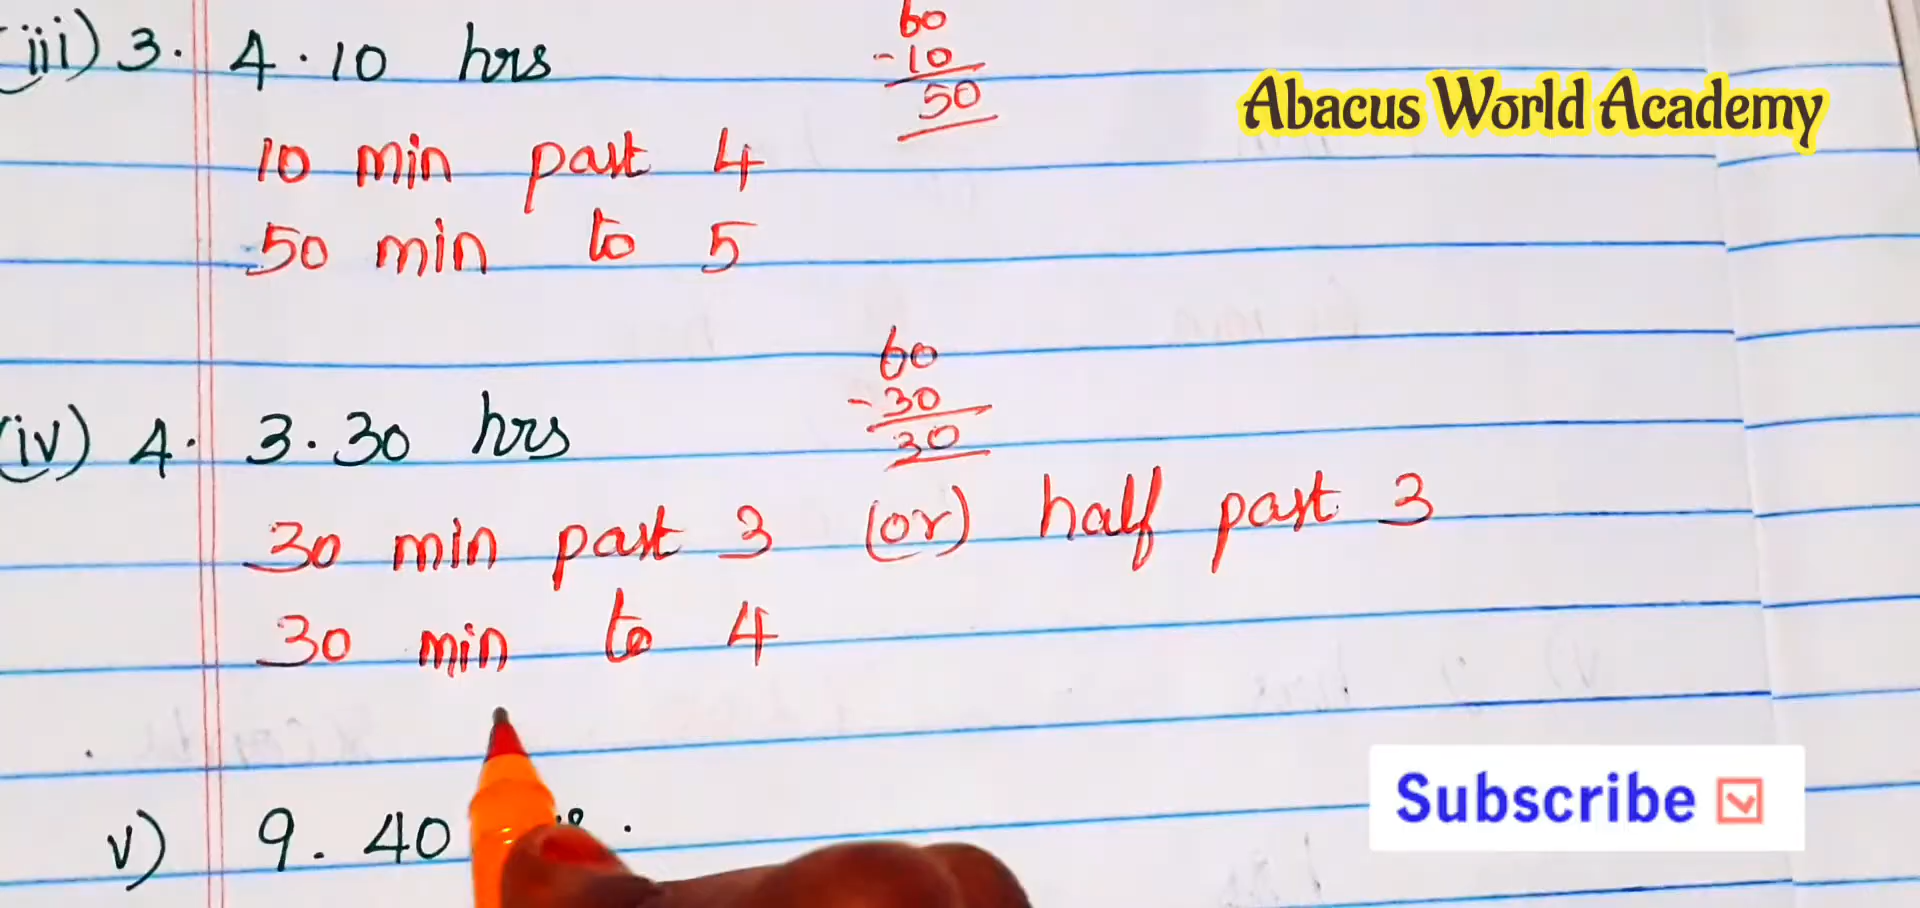 (iii) 3. 4.10 hrs
60
-10
50
Abacus World Academy
10 min past 4
50 min to 5
60
-30
30
(iv) 4. 3.30 hrs
30 min past 3 (or) half past 3
30 min to 4
Subscribe
v) 9.40